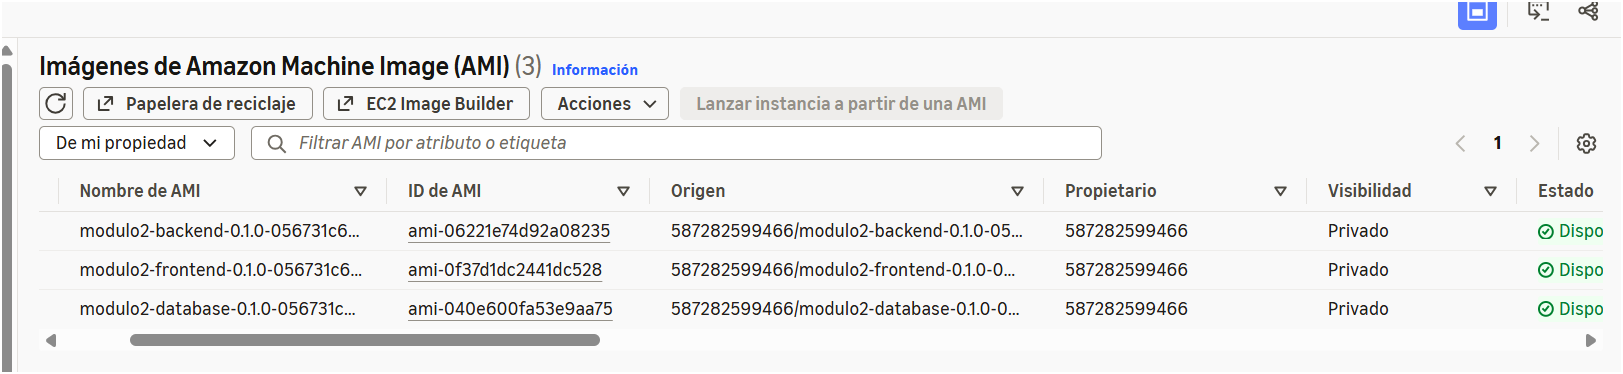 Imágenes de Amazon Machine Image (AMI) (3) Información
Papelera de reciclaje EC2 Image Builder Acciones Lanzar instancia a partir de una AMI
De mi propiedad Filtrar AMI por atributo o etiqueta 1
Nombre de AMI ID de AMI Origen Propietario Visibilidad Estado
modulo2-backend-0.1.0-056731c6... ami-06221e74d92a08235 587282599466/modulo2-backend-0.1.0-05... 587282599466 Privado Dispo
modulo2-frontend-0.1.0-056731c6... ami-0f37d1dc2441dc528 587282599466/modulo2-frontend-0.1.0-0... 587282599466 Privado Dispo
modulo2-database-0.1.0-056731c... ami-040e600fa53e9aa75 587282599466/modulo2-database-0.1.0-0... 587282599466 Privado Dispo